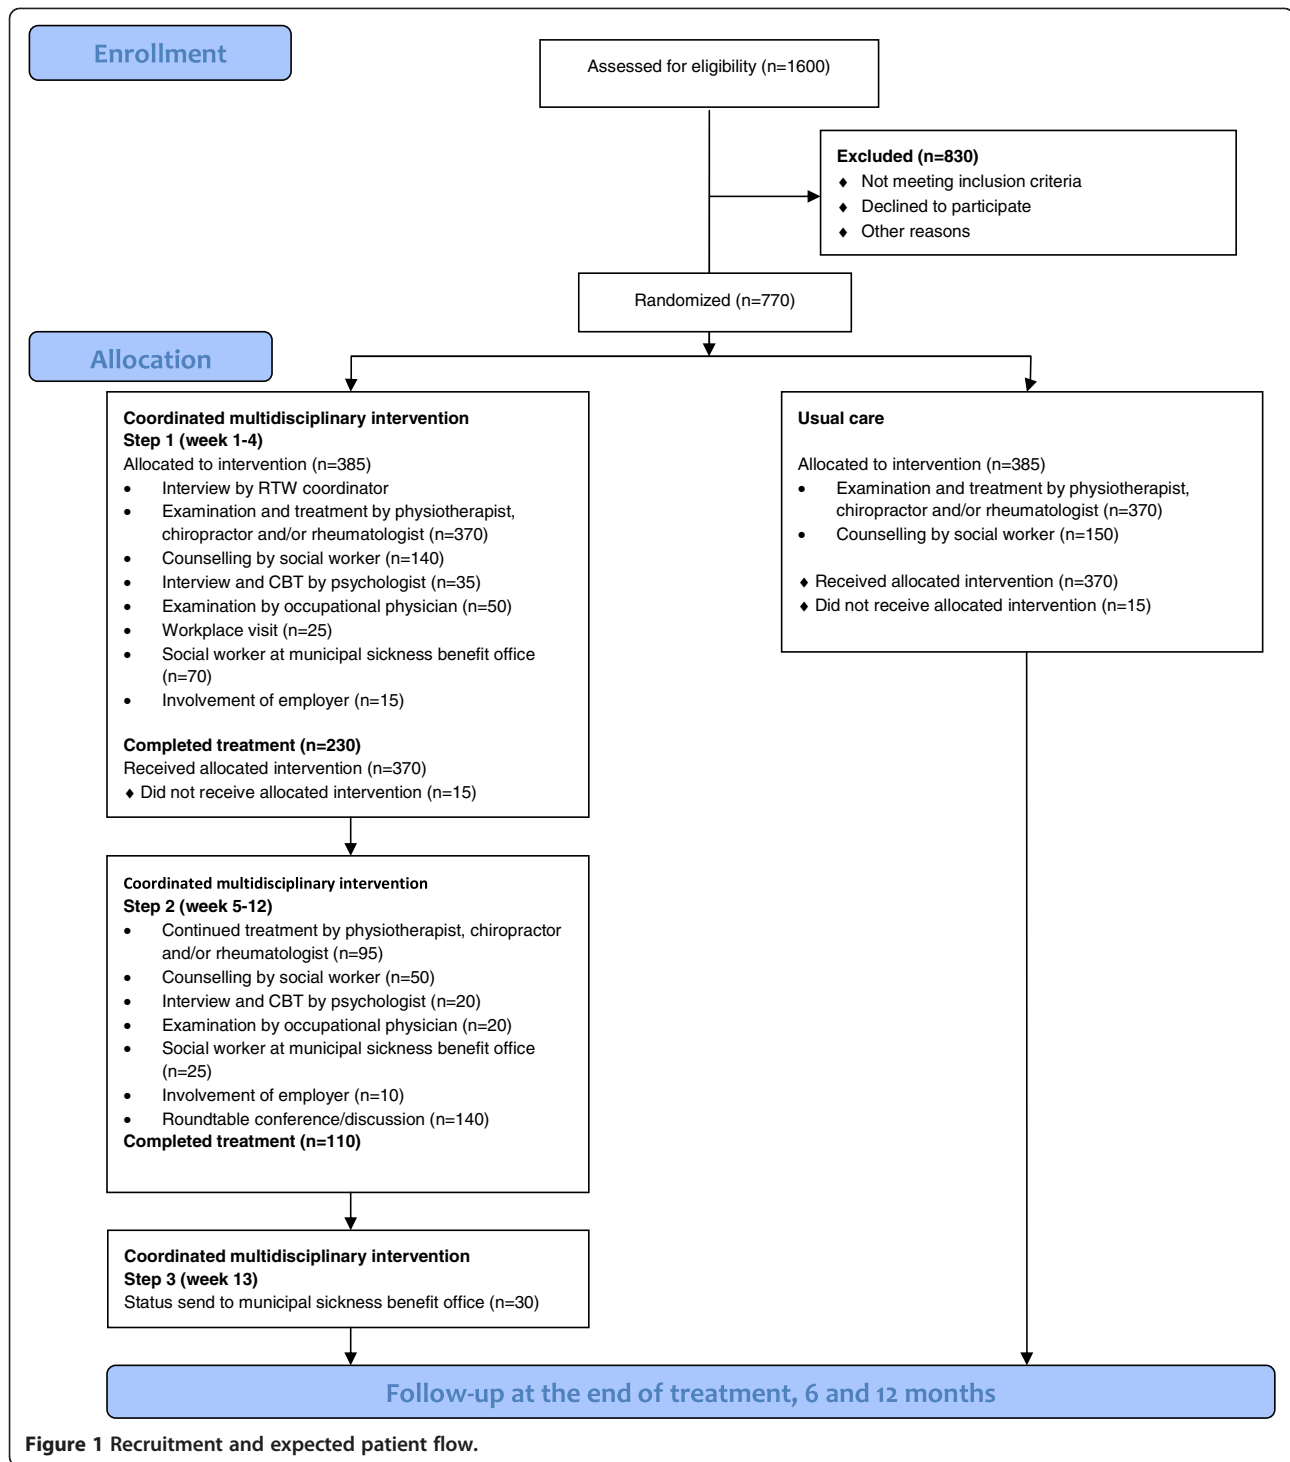 Enrollment
Assessed for eligibility (n=1600)
Excluded (n=830)
♦ Not meeting inclusion criteria
♦ Declined to participate
♦ Other reasons
Randomized (n=770)
Allocation
Coordinated multidisciplinary intervention
Step 1 (week 1-4)
Allocated to intervention (n=385)
• Interview by RTW coordinator
• Examination and treatment by physiotherapist,
chiropractor and/or rheumatologist (n=370)
• Counselling by social worker (n=140)
• Interview and CBT by psychologist (n=35)
• Examination by occupational physician (n=50)
• Workplace visit (n=25)
• Social worker at municipal sickness benefit office
(n=70)
• Involvement of employer (n=15)
Completed treatment (n=230)
Received allocated intervention (n=370)
♦ Did not receive allocated intervention (n=15)
Usual care
Allocated to intervention (n=385)
• Examination and treatment by physiotherapist,
chiropractor and/or rheumatologist (n=370)
• Counselling by social worker (n=150)
♦ Received allocated intervention (n=370)
♦ Did not receive allocated intervention (n=15)
Coordinated multidisciplinary intervention
Step 2 (week 5-12)
• Continued treatment by physiotherapist, chiropractor
and/or rheumatologist (n=95)
• Counselling by social worker (n=50)
• Interview and CBT by psychologist (n=20)
• Examination by occupational physician (n=20)
• Social worker at municipal sickness benefit office
(n=25)
• Involvement of employer (n=10)
• Roundtable conference/discussion (n=140)
Completed treatment (n=110)
Coordinated multidisciplinary intervention
Step 3 (week 13)
Status send to municipal sickness benefit office (n=30)
Follow-up at the end of treatment, 6 and 12 months
Figure 1 Recruitment and expected patient flow.